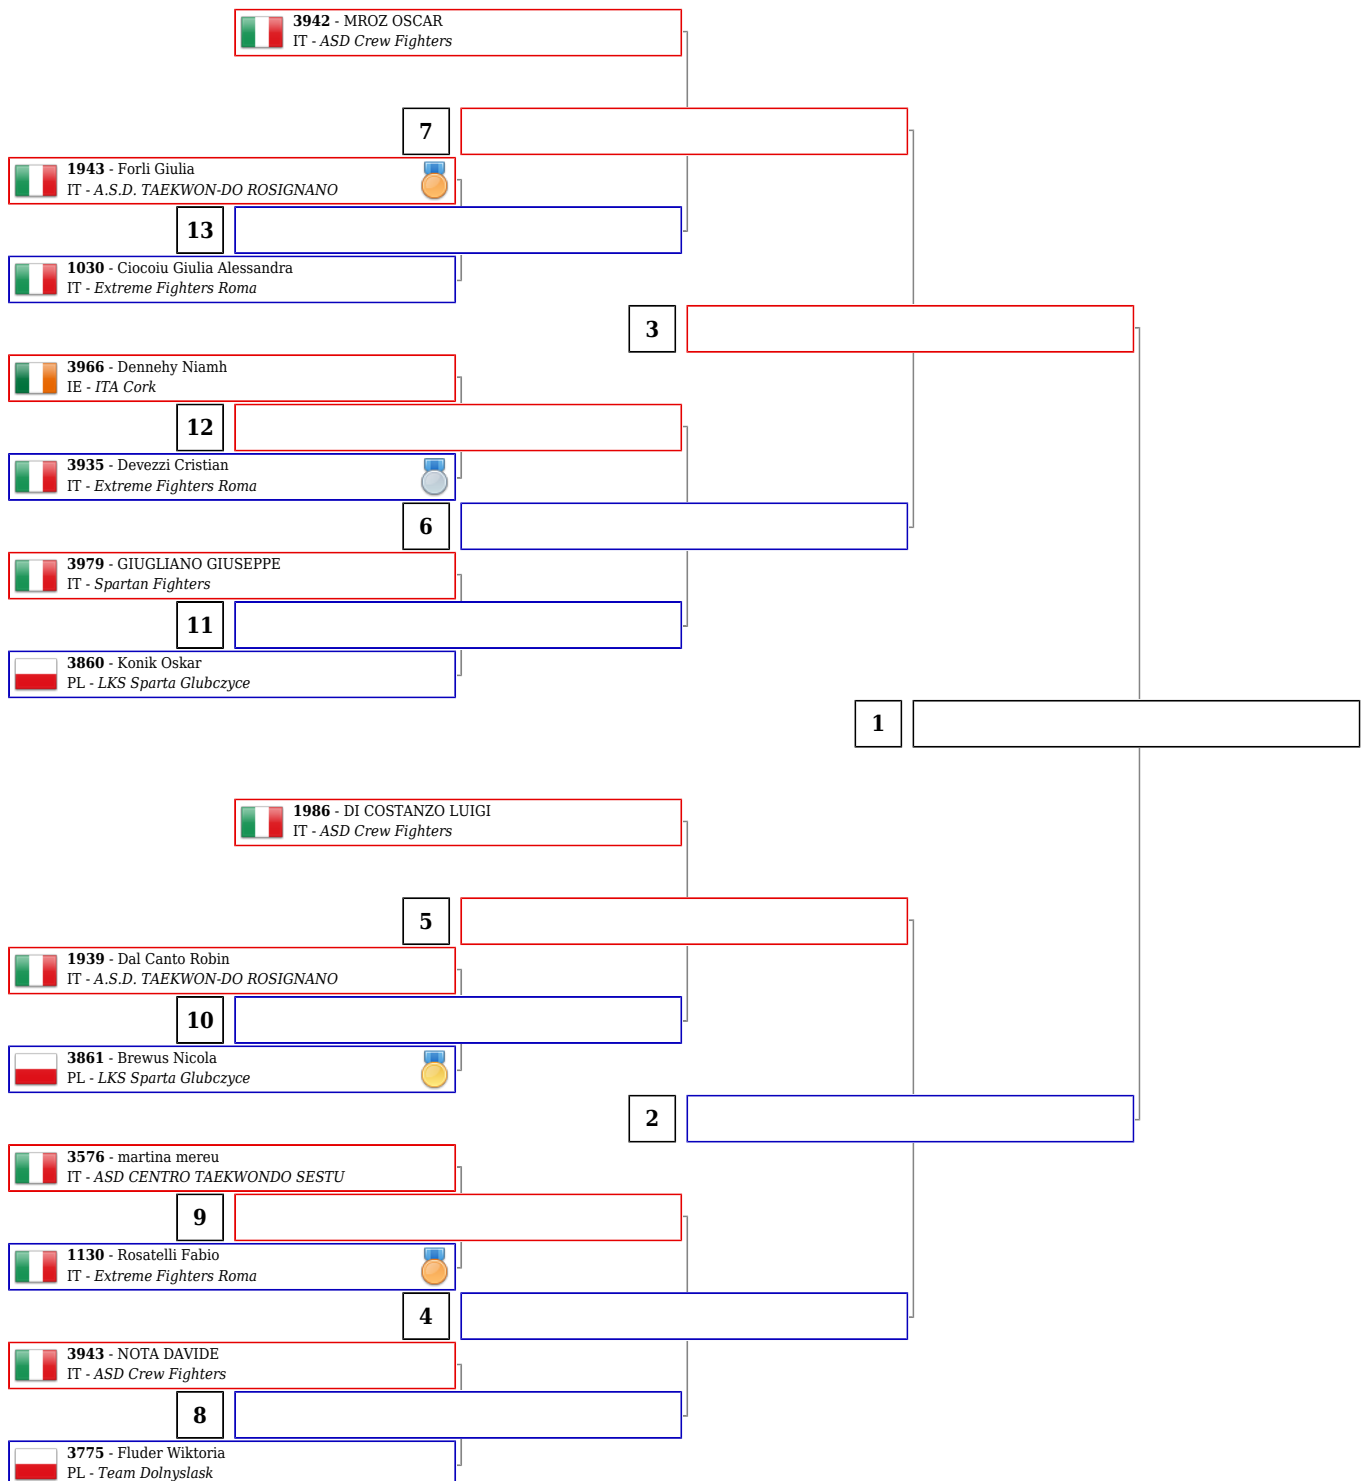 3942 - MROZ OSCAR
IT - ASD Crew Fighters
7
1943 - Forli Giulia
IT - A.S.D. TAEKWON-DO ROSIGNANO
13
1030 - Ciocoiu Giulia Alessandra
IT - Extreme Fighters Roma
3
3966 - Dennehy Niamh
IE - ITA Cork
12
3935 - Devezzi Cristian
IT - Extreme Fighters Roma
6
3979 - GIUGLIANO GIUSEPPE
IT - Spartan Fighters
11
3860 - Konik Oskar
PL - LKS Sparta Glubczyce
1
1986 - DI COSTANZO LUIGI
IT - ASD Crew Fighters
5
1939 - Dal Canto Robin
IT - A.S.D. TAEKWON-DO ROSIGNANO
10
3861 - Brewus Nicola
PL - LKS Sparta Glubczyce
2
3576 - martina mereu
IT - ASD CENTRO TAEKWONDO SESTU
9
1130 - Rosatelli Fabio
IT - Extreme Fighters Roma
4
3943 - NOTA DAVIDE
IT - ASD Crew Fighters
8
3775 - Fluder Wiktoria
PL - Team Dolnyslask